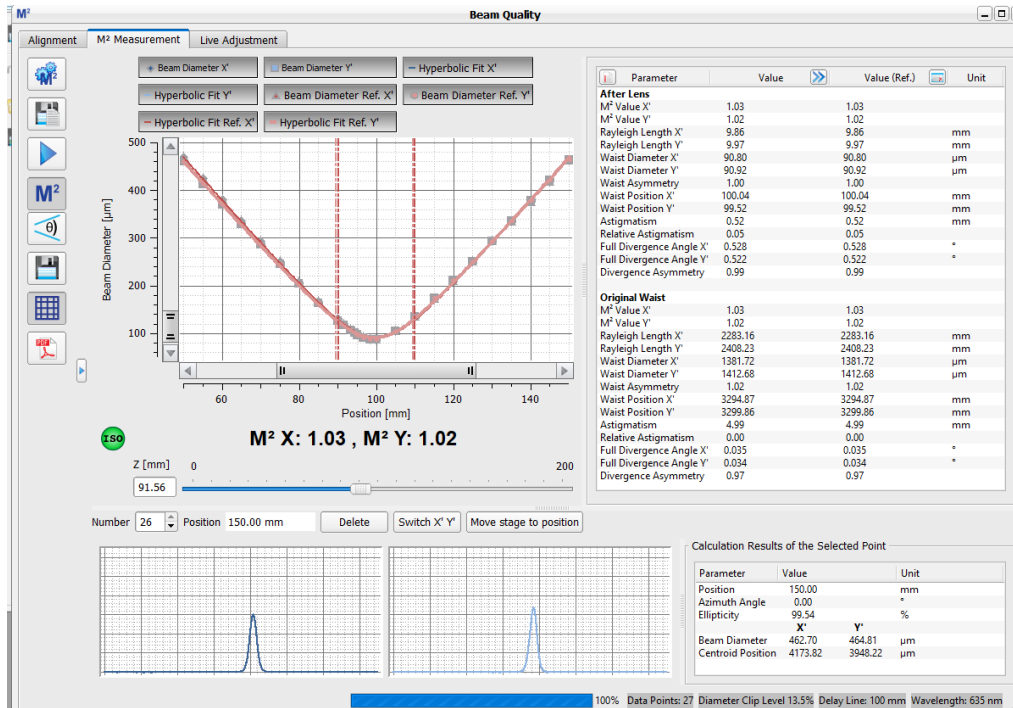 M² Beam Quality
Alignment M² Measurement Live Adjustment
Beam Diameter X' Beam Diameter Y' Hyperbolic Fit X'
Hyperbolic Fit Y' Beam Diameter Ref. X' Beam Diameter Ref. Y'
Hyperbolic Fit Ref. X' Hyperbolic Fit Ref. Y'
M²
M²
θ)
PDF
Beam Diameter [µm]
500
400
300
200
100
60 80 100 120 140
Position [mm]
ISO
M² X: 1.03 , M² Y: 1.02
Z [mm] 0 200
91.56
Parameter Value Value (Ref.) Unit
After Lens
M² Value X' 1.03 1.03
M² Value Y' 1.02 1.02
Rayleigh Length X' 9.86 9.86 mm
Rayleigh Length Y' 9.97 9.97 mm
Waist Diameter X' 90.80 90.80 µm
Waist Diameter Y' 90.92 90.92 µm
Waist Asymmetry 1.00 1.00
Waist Position X' 100.04 100.04 mm
Waist Position Y' 99.52 99.52 mm
Astigmatism 0.52 0.52 mm
Relative Astigmatism 0.05 0.05
Full Divergence Angle X' 0.528 0.528 °
Full Divergence Angle Y' 0.522 0.522 °
Divergence Asymmetry 0.99 0.99
Original Waist
M² Value X' 1.03 1.03
M² Value Y' 1.02 1.02
Rayleigh Length X' 2283.16 2283.16 mm
Rayleigh Length Y' 2408.23 2408.23 mm
Waist Diameter X' 1381.72 1381.72 µm
Waist Diameter Y' 1412.68 1412.68 µm
Waist Asymmetry 1.02 1.02
Waist Position X' 3294.87 3294.87 mm
Waist Position Y' 3299.86 3299.86 mm
Astigmatism 4.99 4.99 mm
Relative Astigmatism 0.00 0.00
Full Divergence Angle X' 0.035 0.035 °
Full Divergence Angle Y' 0.034 0.034 °
Divergence Asymmetry 0.97 0.97
Number 26 Position 150.00 mm Delete Switch X' Y' Move stage to position
Calculation Results of the Selected Point
Parameter Value Unit
Position 150.00 mm
Azimuth Angle 0.00 °
Ellipticity 99.54 %
X' Y'
Beam Diameter 462.70 464.81 µm
Centroid Position 4173.82 3948.22 µm
100% Data Points: 27 Diameter Clip Level 13.5% Delay Line: 100 mm Wavelength: 635 nm